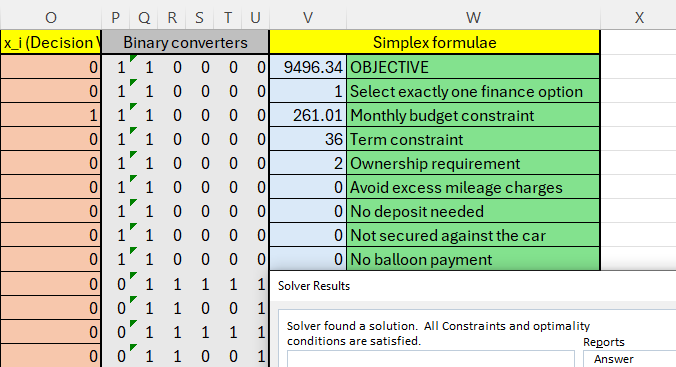 O P Q R S T U V W X
x_i (Decision V Binary converters Simplex formulae
0 1 1 0 0 0 0 9496.34 OBJECTIVE
0 1 1 0 0 0 0 1 Select exactly one finance option
1 1 1 0 0 0 0 261.01 Monthly budget constraint
0 1 1 0 0 0 0 36 Term constraint
0 1 1 0 0 0 0 2 Ownership requirement
0 1 1 0 0 0 0 0 Avoid excess mileage charges
0 1 1 0 0 0 0 0 No deposit needed
0 1 1 0 0 0 0 0 Not secured against the car
0 1 1 0 0 0 0 0 No balloon payment
0 0 1 1 1 1 1
0 0 1 1 0 0 1
0 0 1 1 1 1 1
0 0 1 1 0 0 1
Solver Results
Solver found a solution. All Constraints and optimality
conditions are satisfied.
Reports
Answer